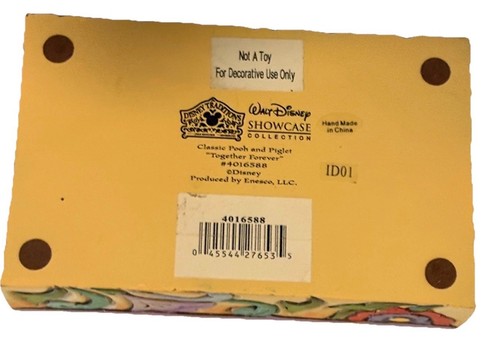 Not A Toy
For Decorative Use Only
DISNEY TRADITIONS
WALT DISNEY
SHOWCASE
COLLECTION
Hand Made
in China
Classic Pooh and Piglet
"Together Forever"
#4016588
©Disney
Produced by Enesco, LLC.
ID01
4016588
0 45544 27653 5